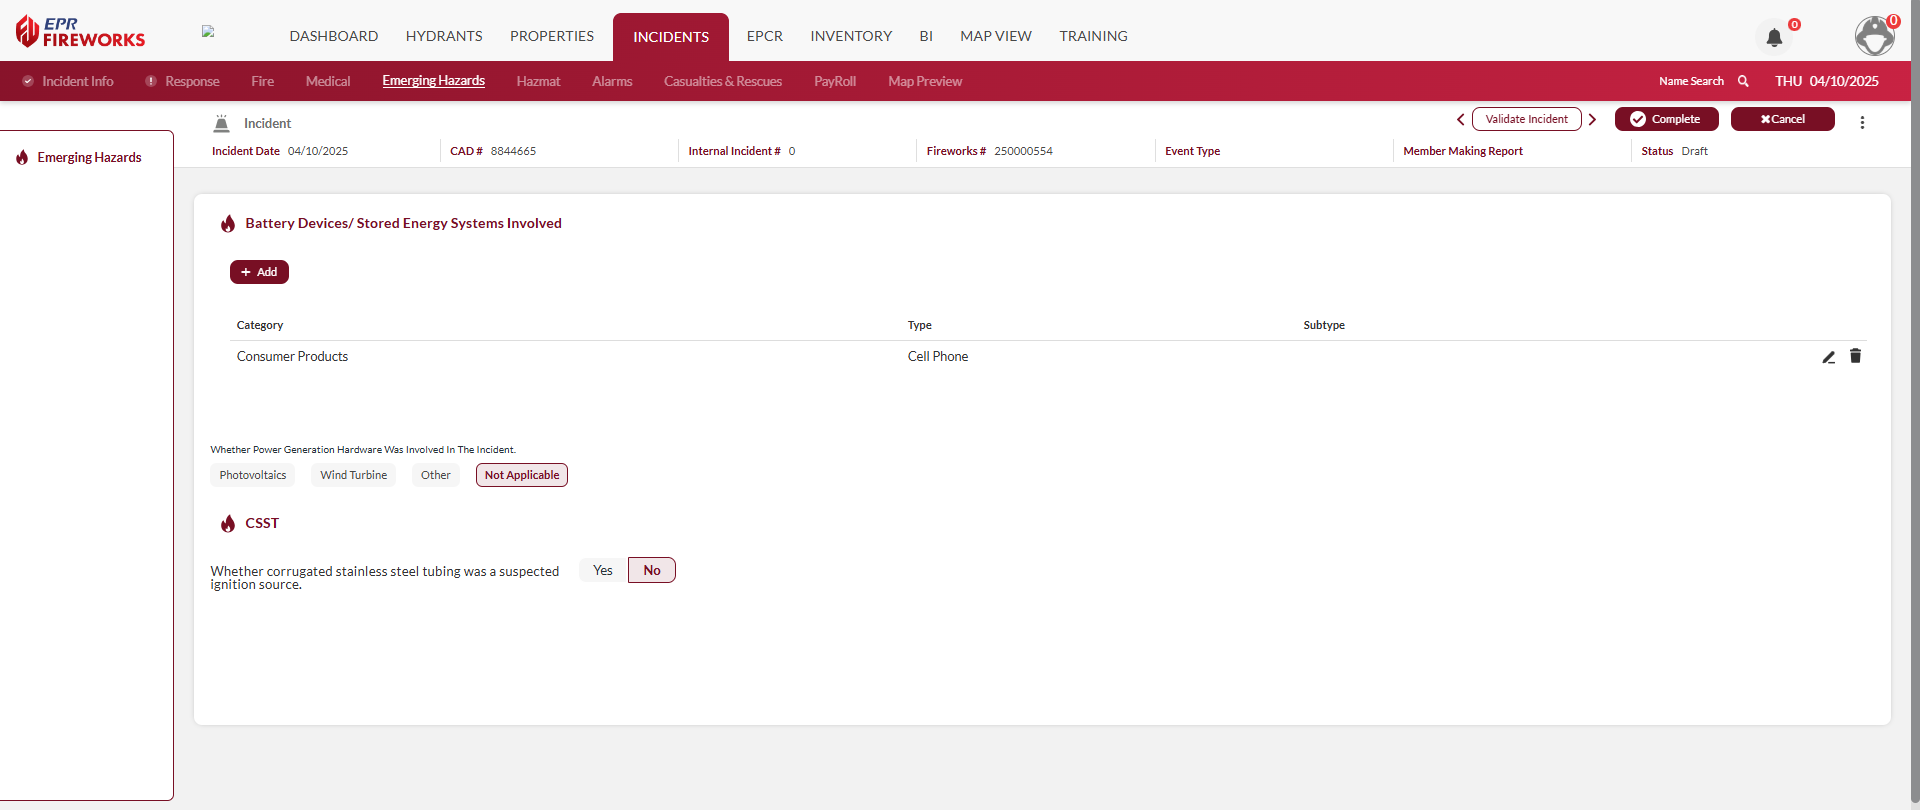 EPR
FIREWORKS
DASHBOARD HYDRANTS PROPERTIES INCIDENTS EPCR INVENTORY BI MAP VIEW TRAINING
0
0
Incident Info Response Fire Medical Emerging Hazards Hazmat Alarms Casualties & Rescues PayRoll Map Preview Name Search THU 04/10/2025
Emerging Hazards
Incident
Validate Incident Complete Cancel
Incident Date 04/10/2025 CAD # 8844665 Internal Incident # 0 Fireworks # 250000554 Event Type Member Making Report Status Draft
Battery Devices/ Stored Energy Systems Involved
+ Add
Category Type Subtype
Consumer Products Cell Phone
Whether Power Generation Hardware Was Involved In The Incident.
Photovoltaics Wind Turbine Other Not Applicable
CSST
Whether corrugated stainless steel tubing was a suspected
ignition source.
Yes No